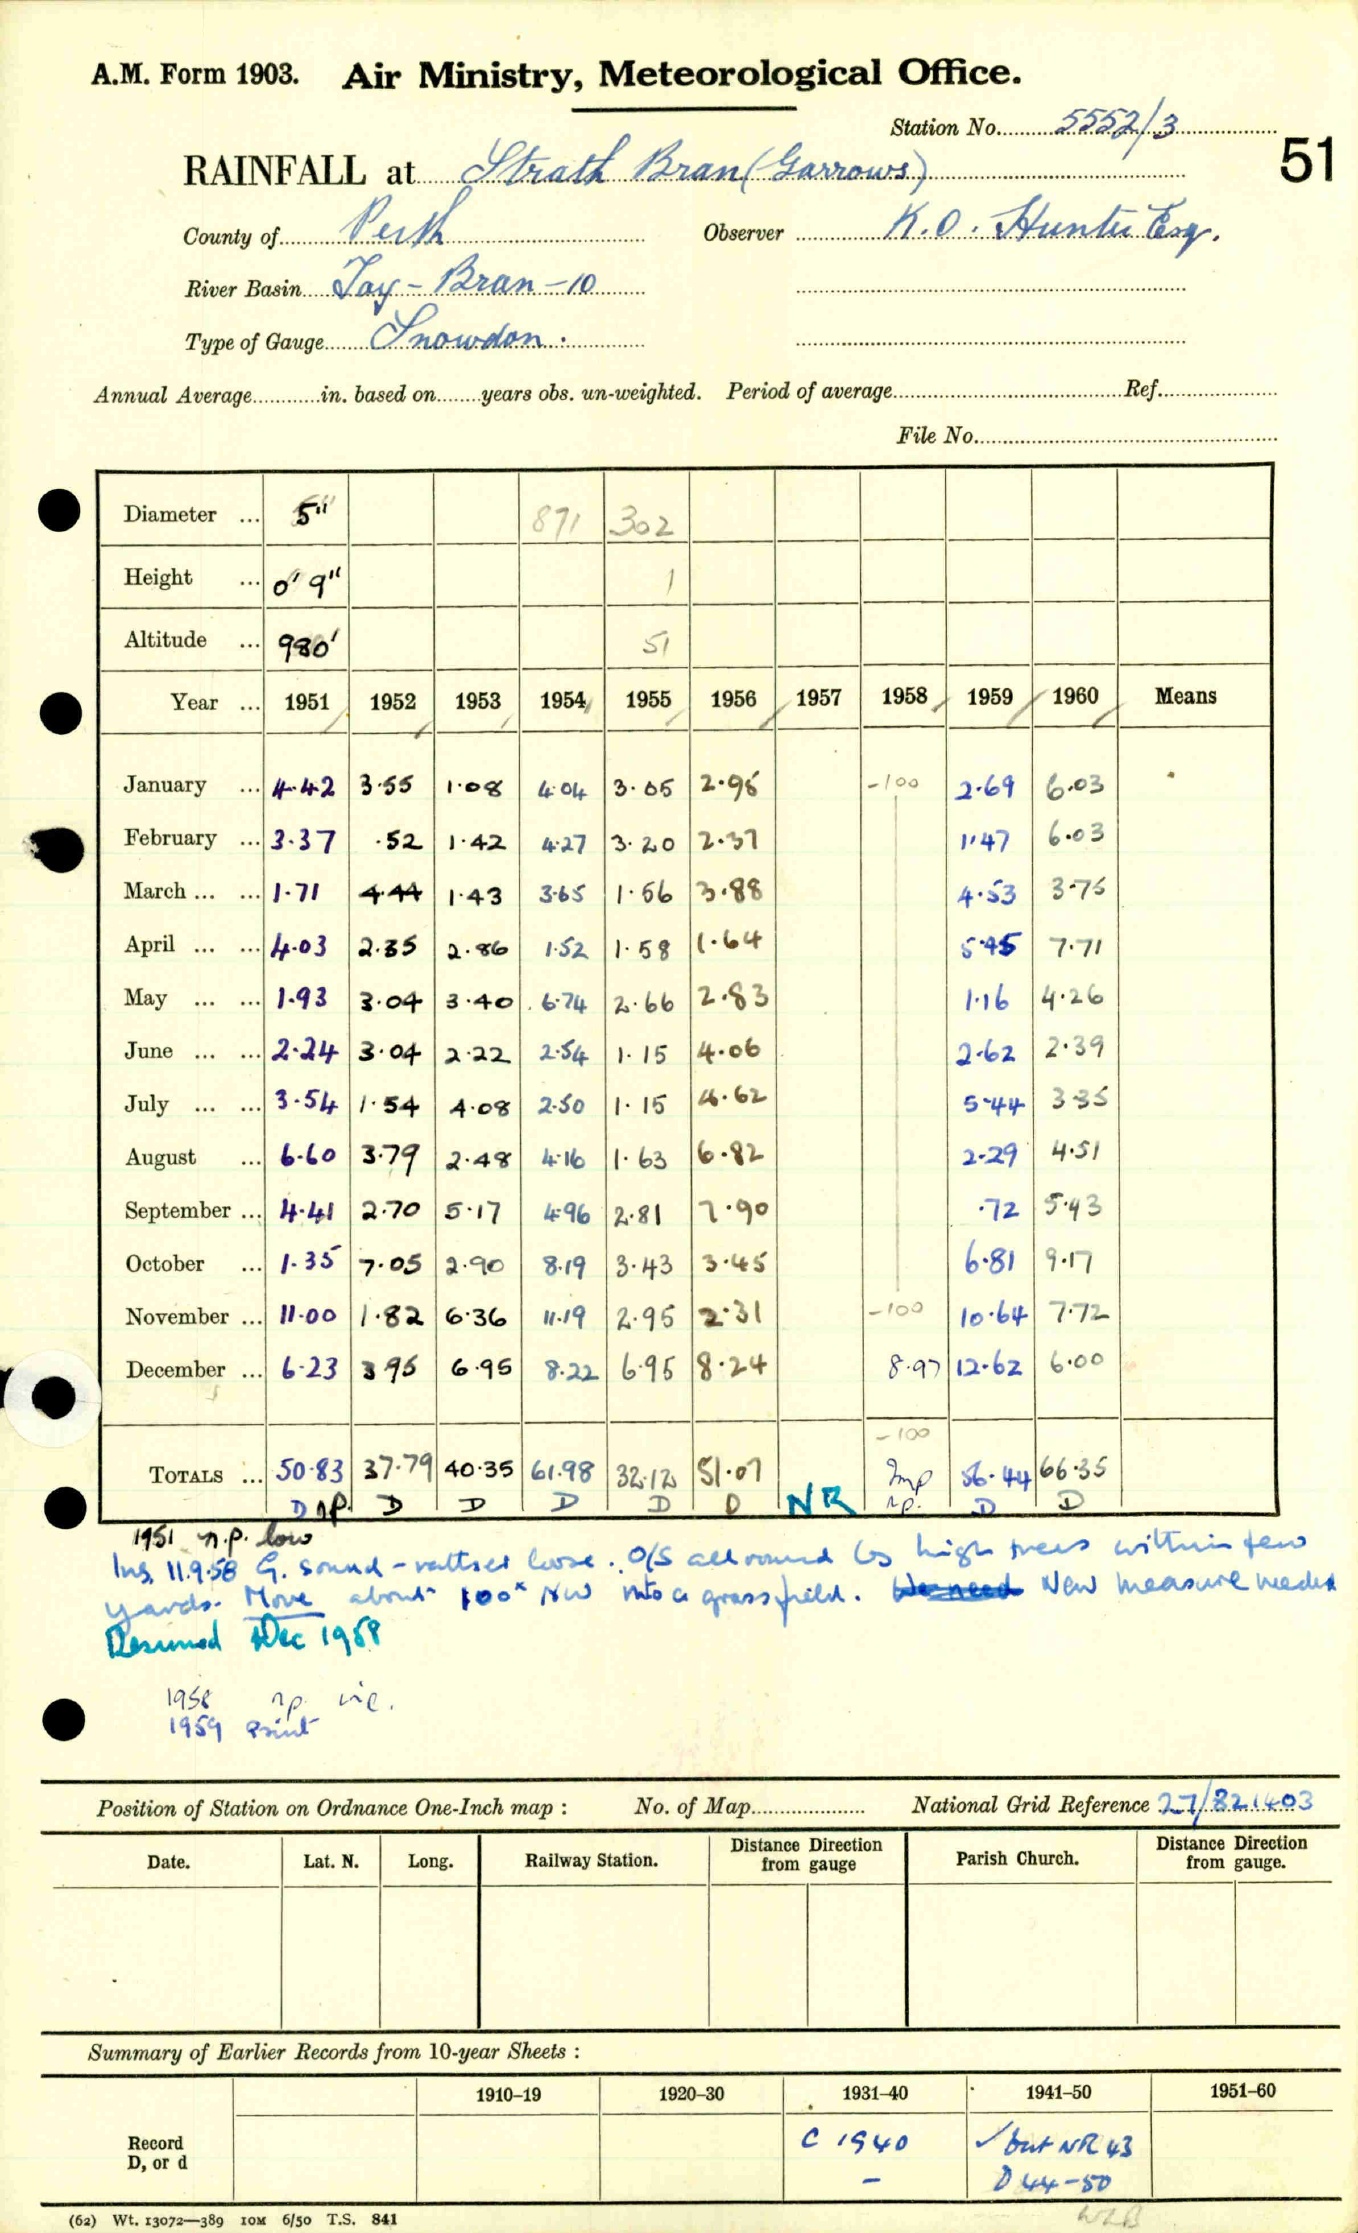 A.M. Form 1903. Air Ministry, Meteorological Office.
Station No. 5552/3
51
RAINFALL at Strath Bran (Garrows)
County of Perth Observer K.O. Hunter Esq.
River Basin Tay - Bran - 10
Type of Gauge Snowdon.
Annual Average in. based on years obs. un-weighted. Period of average Ref.
File No.
Diameter ... 5" 871 302
Height ... 0' 9" 1
Altitude ... 980' 51
Year ... 1951 1952 1953 1954 1955 1956 1957 1958 1959 1960 Means
January ... 4.42 3.55 1.08 4.04 3.05 2.95 -100 2.69 6.03
February ... 3.37 .52 1.42 4.27 3.20 2.37 1.47 6.03
March ... ... 1.71 4.44 1.43 3.65 1.56 3.88 4.53 3.75
April ... ... 4.03 2.35 2.86 1.52 1.58 1.64 5.45 7.71
May ... ... 1.93 3.04 3.40 6.74 2.66 2.83 1.16 4.26
June ... ... 2.24 3.04 2.22 2.54 1.15 4.06 2.62 2.39
July ... ... 3.54 1.54 4.08 2.50 1.15 4.62 5.44 3.35
August ... 6.60 3.79 2.48 4.16 1.63 6.82 2.29 4.51
September ... 4.41 2.70 5.17 4.96 2.81 7.90 .72 5.43
October ... 1.35 7.05 2.90 8.19 3.43 3.45 6.81 9.17
November ... 11.00 1.82 6.36 11.19 2.95 2.31 -100 10.64 7.72
December ... 6.23 3.95 6.95 8.22 6.95 8.24 8.97 12.62 6.00
-100
TOTALS ... 50.83 37.79 40.35 61.98 32.12 51.07 Imp 56.44 66.35
D n.p. D D D D D NR n.p. D D
1951 n.p. low
Ins. 11.9.58 G. sound - rather loose. O/S all round by high trees within few
yards. Move about 100x NW into a grass field. We need New measure needed
Resumed Dec 1958
1958 n.p. vic.
1959 print
Position of Station on Ordnance One-Inch map : No. of Map National Grid Reference 27/821403
Date. Lat. N. Long. Railway Station. Distance Direction from gauge Parish Church. Distance Direction from gauge.
Summary of Earlier Records from 10-year Sheets :
1910–19 1920–30 1931–40 1941–50 1951–60
Record C 1940 ✓ but NR 43
D, or d - D 44-50
WLB
(62) Wt. 13072—389 10M 6/50 T.S. 841